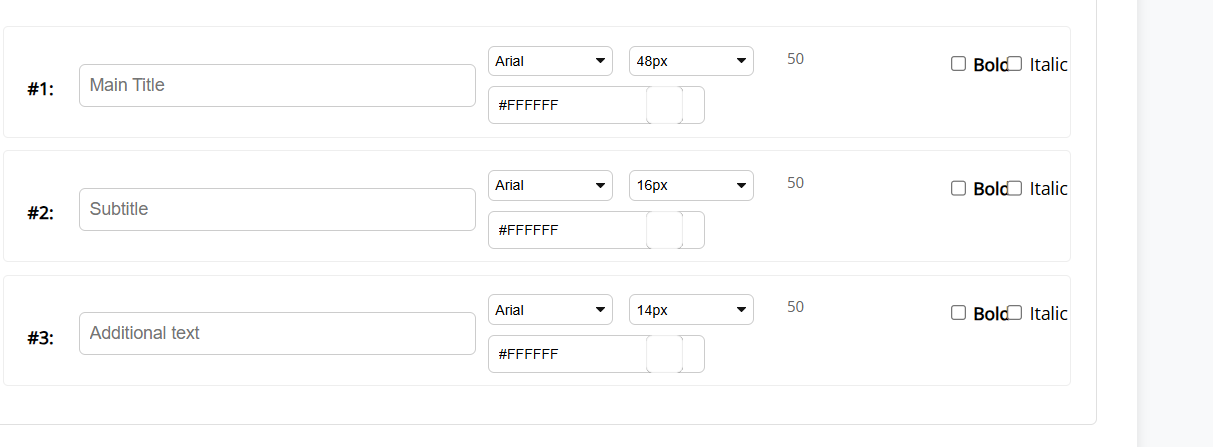 #1: Main Title Arial 48px 50 Bold Italic
#FFFFFF
#2: Subtitle Arial 16px 50 Bold Italic
#FFFFFF
#3: Additional text Arial 14px 50 Bold Italic
#FFFFFF